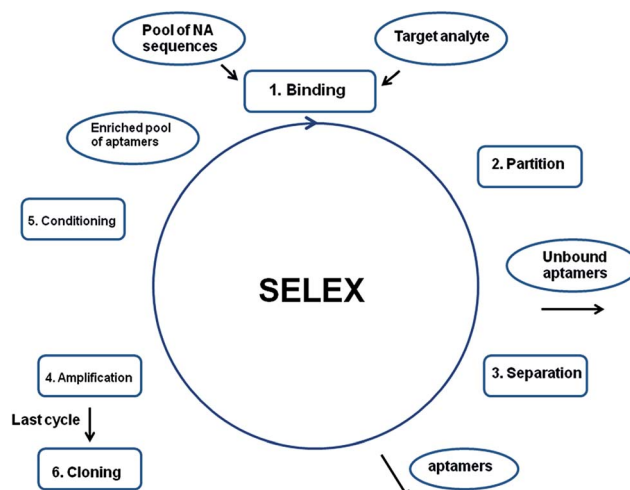 Pool of NA
sequences
Target analyte
1. Binding
Enriched pool
of aptamers
2. Partition
5. Conditioning
Unbound
aptamers
SELEX
4. Amplification
3. Separation
Last cycle
6. Cloning
aptamers